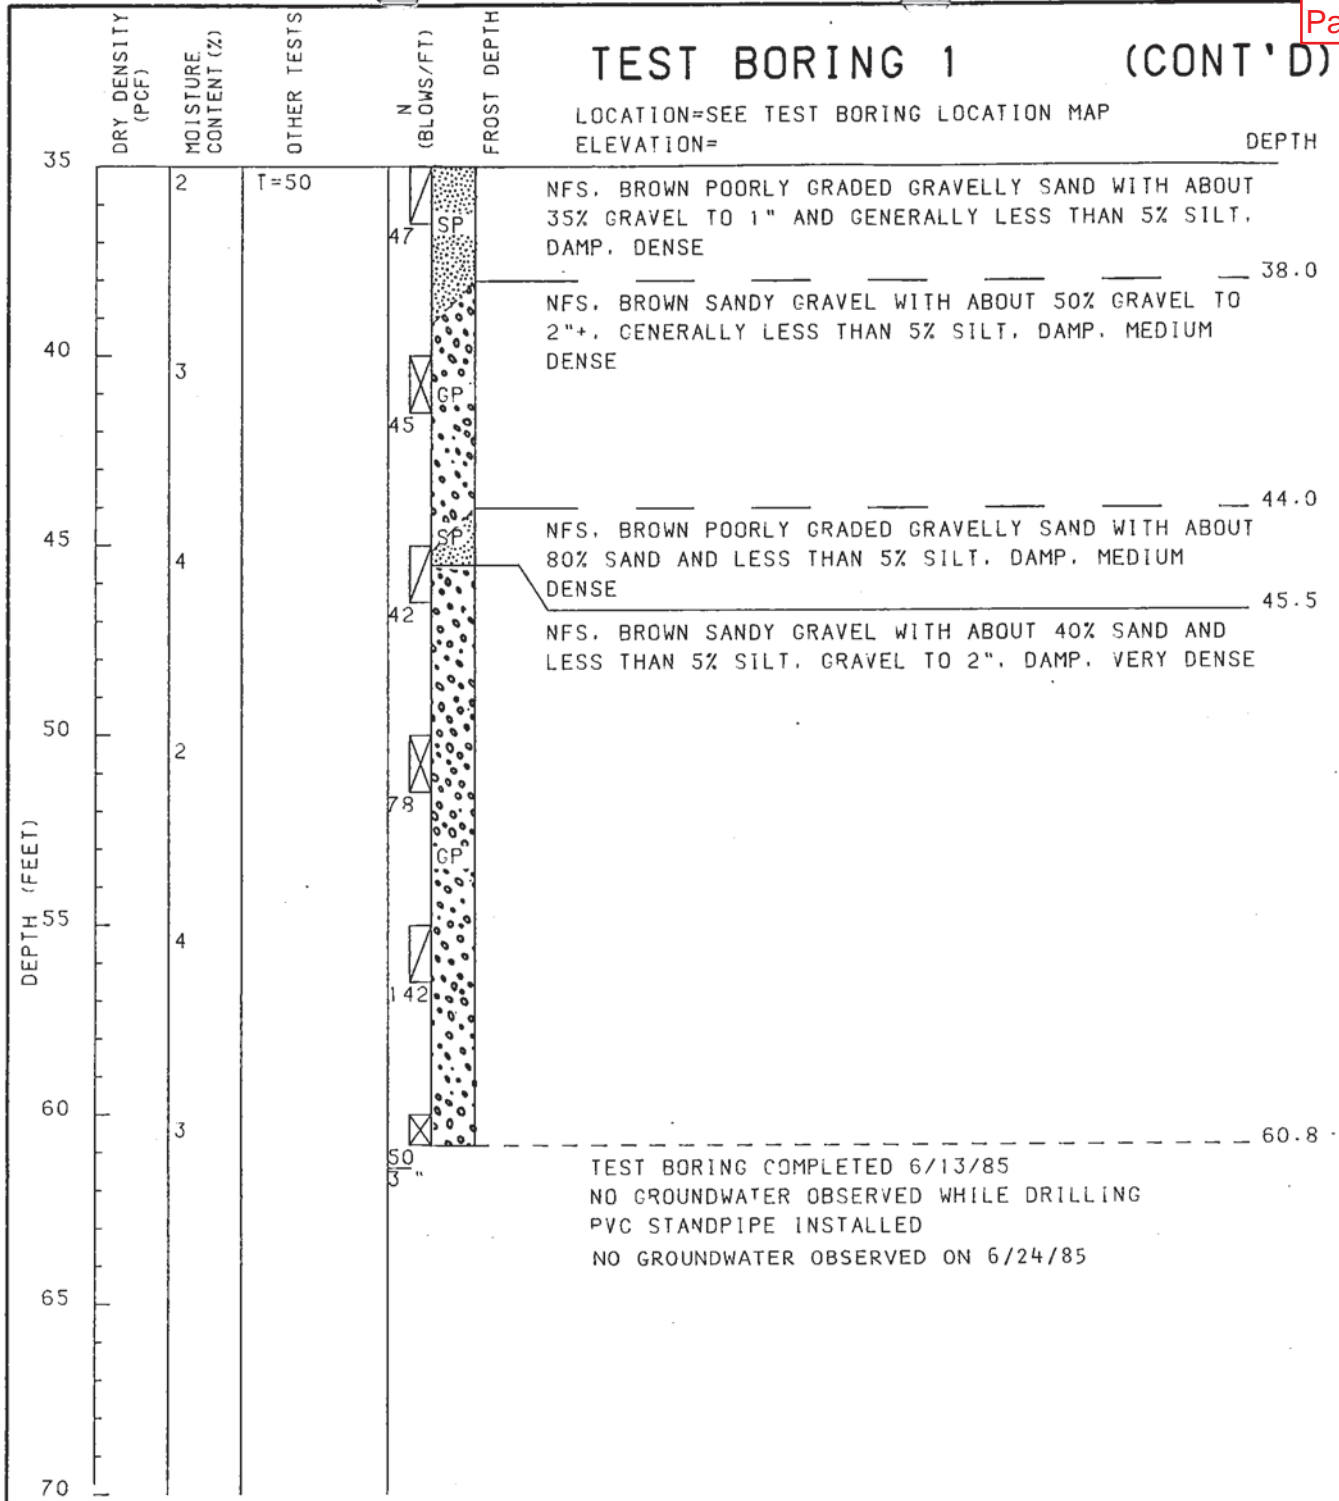 Pa
DRY DENSITY
(PCF)
MOISTURE
CONTENT (%)
OTHER TESTS
N
(BLOWS/FT)
FROST DEPTH
TEST BORING 1 (CONT'D)
LOCATION=SEE TEST BORING LOCATION MAP
ELEVATION=
DEPTH
35
2
T=50
SP
47
NFS, BROWN POORLY GRADED GRAVELLY SAND WITH ABOUT
35% GRAVEL TO 1" AND GENERALLY LESS THAN 5% SILT,
DAMP, DENSE
38.0
NFS, BROWN SANDY GRAVEL WITH ABOUT 50% GRAVEL TO
2"+, GENERALLY LESS THAN 5% SILT, DAMP, MEDIUM
DENSE
40
3
GP
45
44.0
NFS, BROWN POORLY GRADED GRAVELLY SAND WITH ABOUT
80% SAND AND LESS THAN 5% SILT, DAMP, MEDIUM
DENSE
SP
45
4
42
45.5
NFS, BROWN SANDY GRAVEL WITH ABOUT 40% SAND AND
LESS THAN 5% SILT, GRAVEL TO 2", DAMP, VERY DENSE
50
2
78
GP
DEPTH (FEET)
55
4
142
60
3
50
3"
60.8
TEST BORING COMPLETED 6/13/85
NO GROUNDWATER OBSERVED WHILE DRILLING
PVC STANDPIPE INSTALLED
NO GROUNDWATER OBSERVED ON 6/24/85
65
70